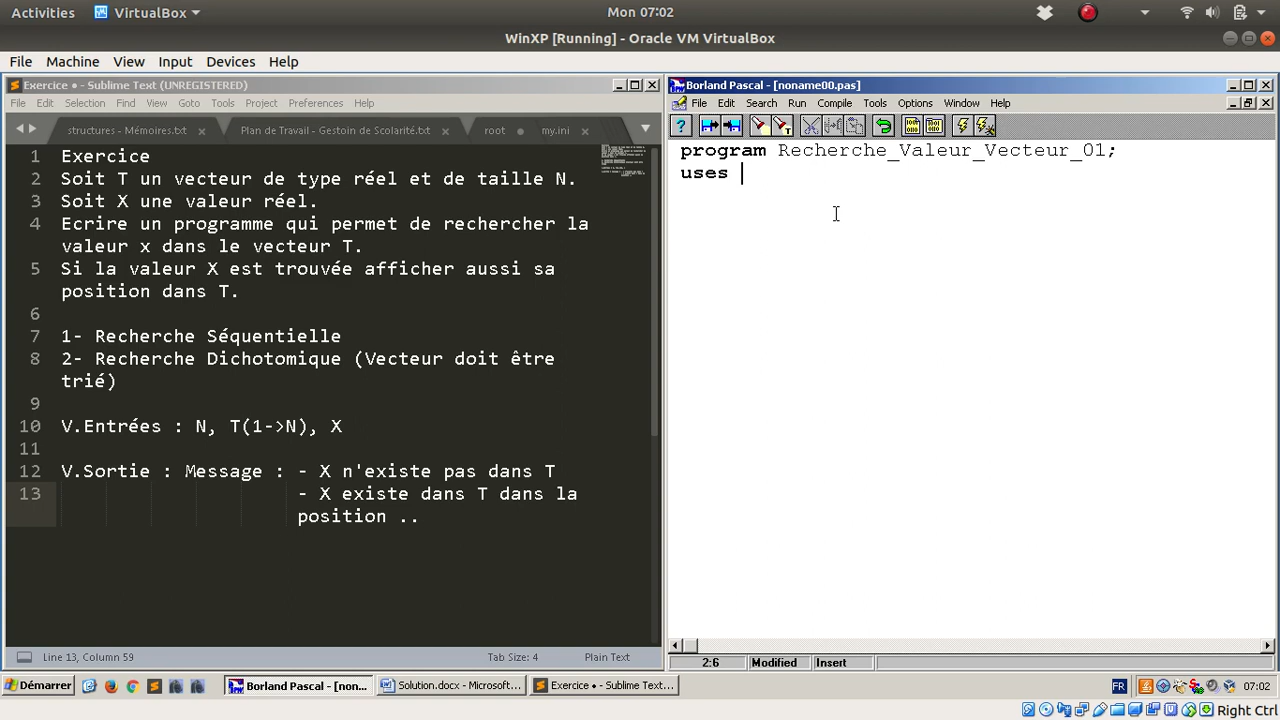 Activities VirtualBox Mon 07:02
WinXP [Running] - Oracle VM VirtualBox
File Machine View Input Devices Help
Exercice • - Sublime Text (UNREGISTERED)
File Edit Selection Find View Goto Tools Project Preferences Help
structures - Mémoires.txt Plan de Travail - Gestoin de Scolarité.txt root my.ini
1 Exercice
2 Soit T un vecteur de type réel et de taille N.
3 Soit X une valeur réel.
4 Ecrire un programme qui permet de rechercher la
valeur x dans le vecteur T.
5 Si la valeur X est trouvée afficher aussi sa
position dans T.
6
7 1- Recherche Séquentielle
8 2- Recherche Dichotomique (Vecteur doit être
trié)
9
10 V.Entrées : N, T(1->N), X
11
12 V.Sortie : Message : - X n'existe pas dans T
13 - X existe dans T dans la
position ..
Line 13, Column 59 Tab Size: 4 Plain Text
Borland Pascal - [noname00.pas]
File Edit Search Run Compile Tools Options Window Help
program Recherche_Valeur_Vecteur_01;
uses
2:6 Modified Insert
Démarrer Borland Pascal - [non... Solution.docx - Microsoft... Exercice • - Sublime Text... FR 07:02
Right Ctrl